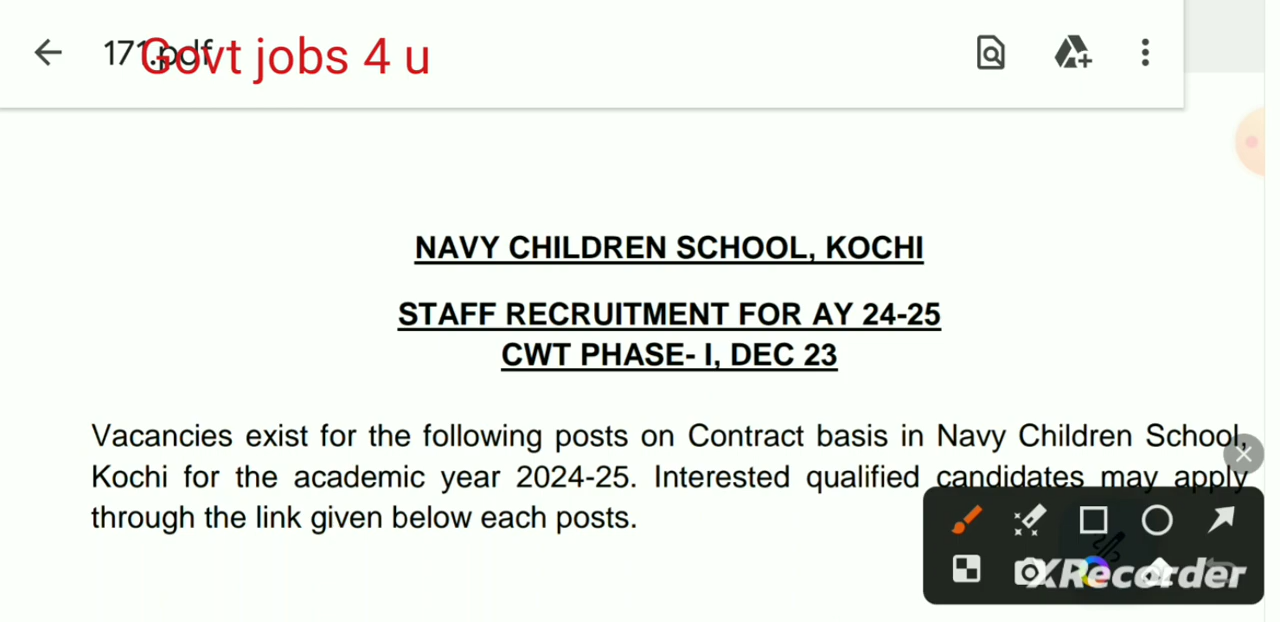 171.pdf
Govt jobs 4 u
NAVY CHILDREN SCHOOL, KOCHI
STAFF RECRUITMENT FOR AY 24-25
CWT PHASE- I, DEC 23
Vacancies exist for the following posts on Contract basis in Navy Children School,
Kochi for the academic year 2024-25. Interested qualified candidates may apply
through the link given below each posts.
XRecorder